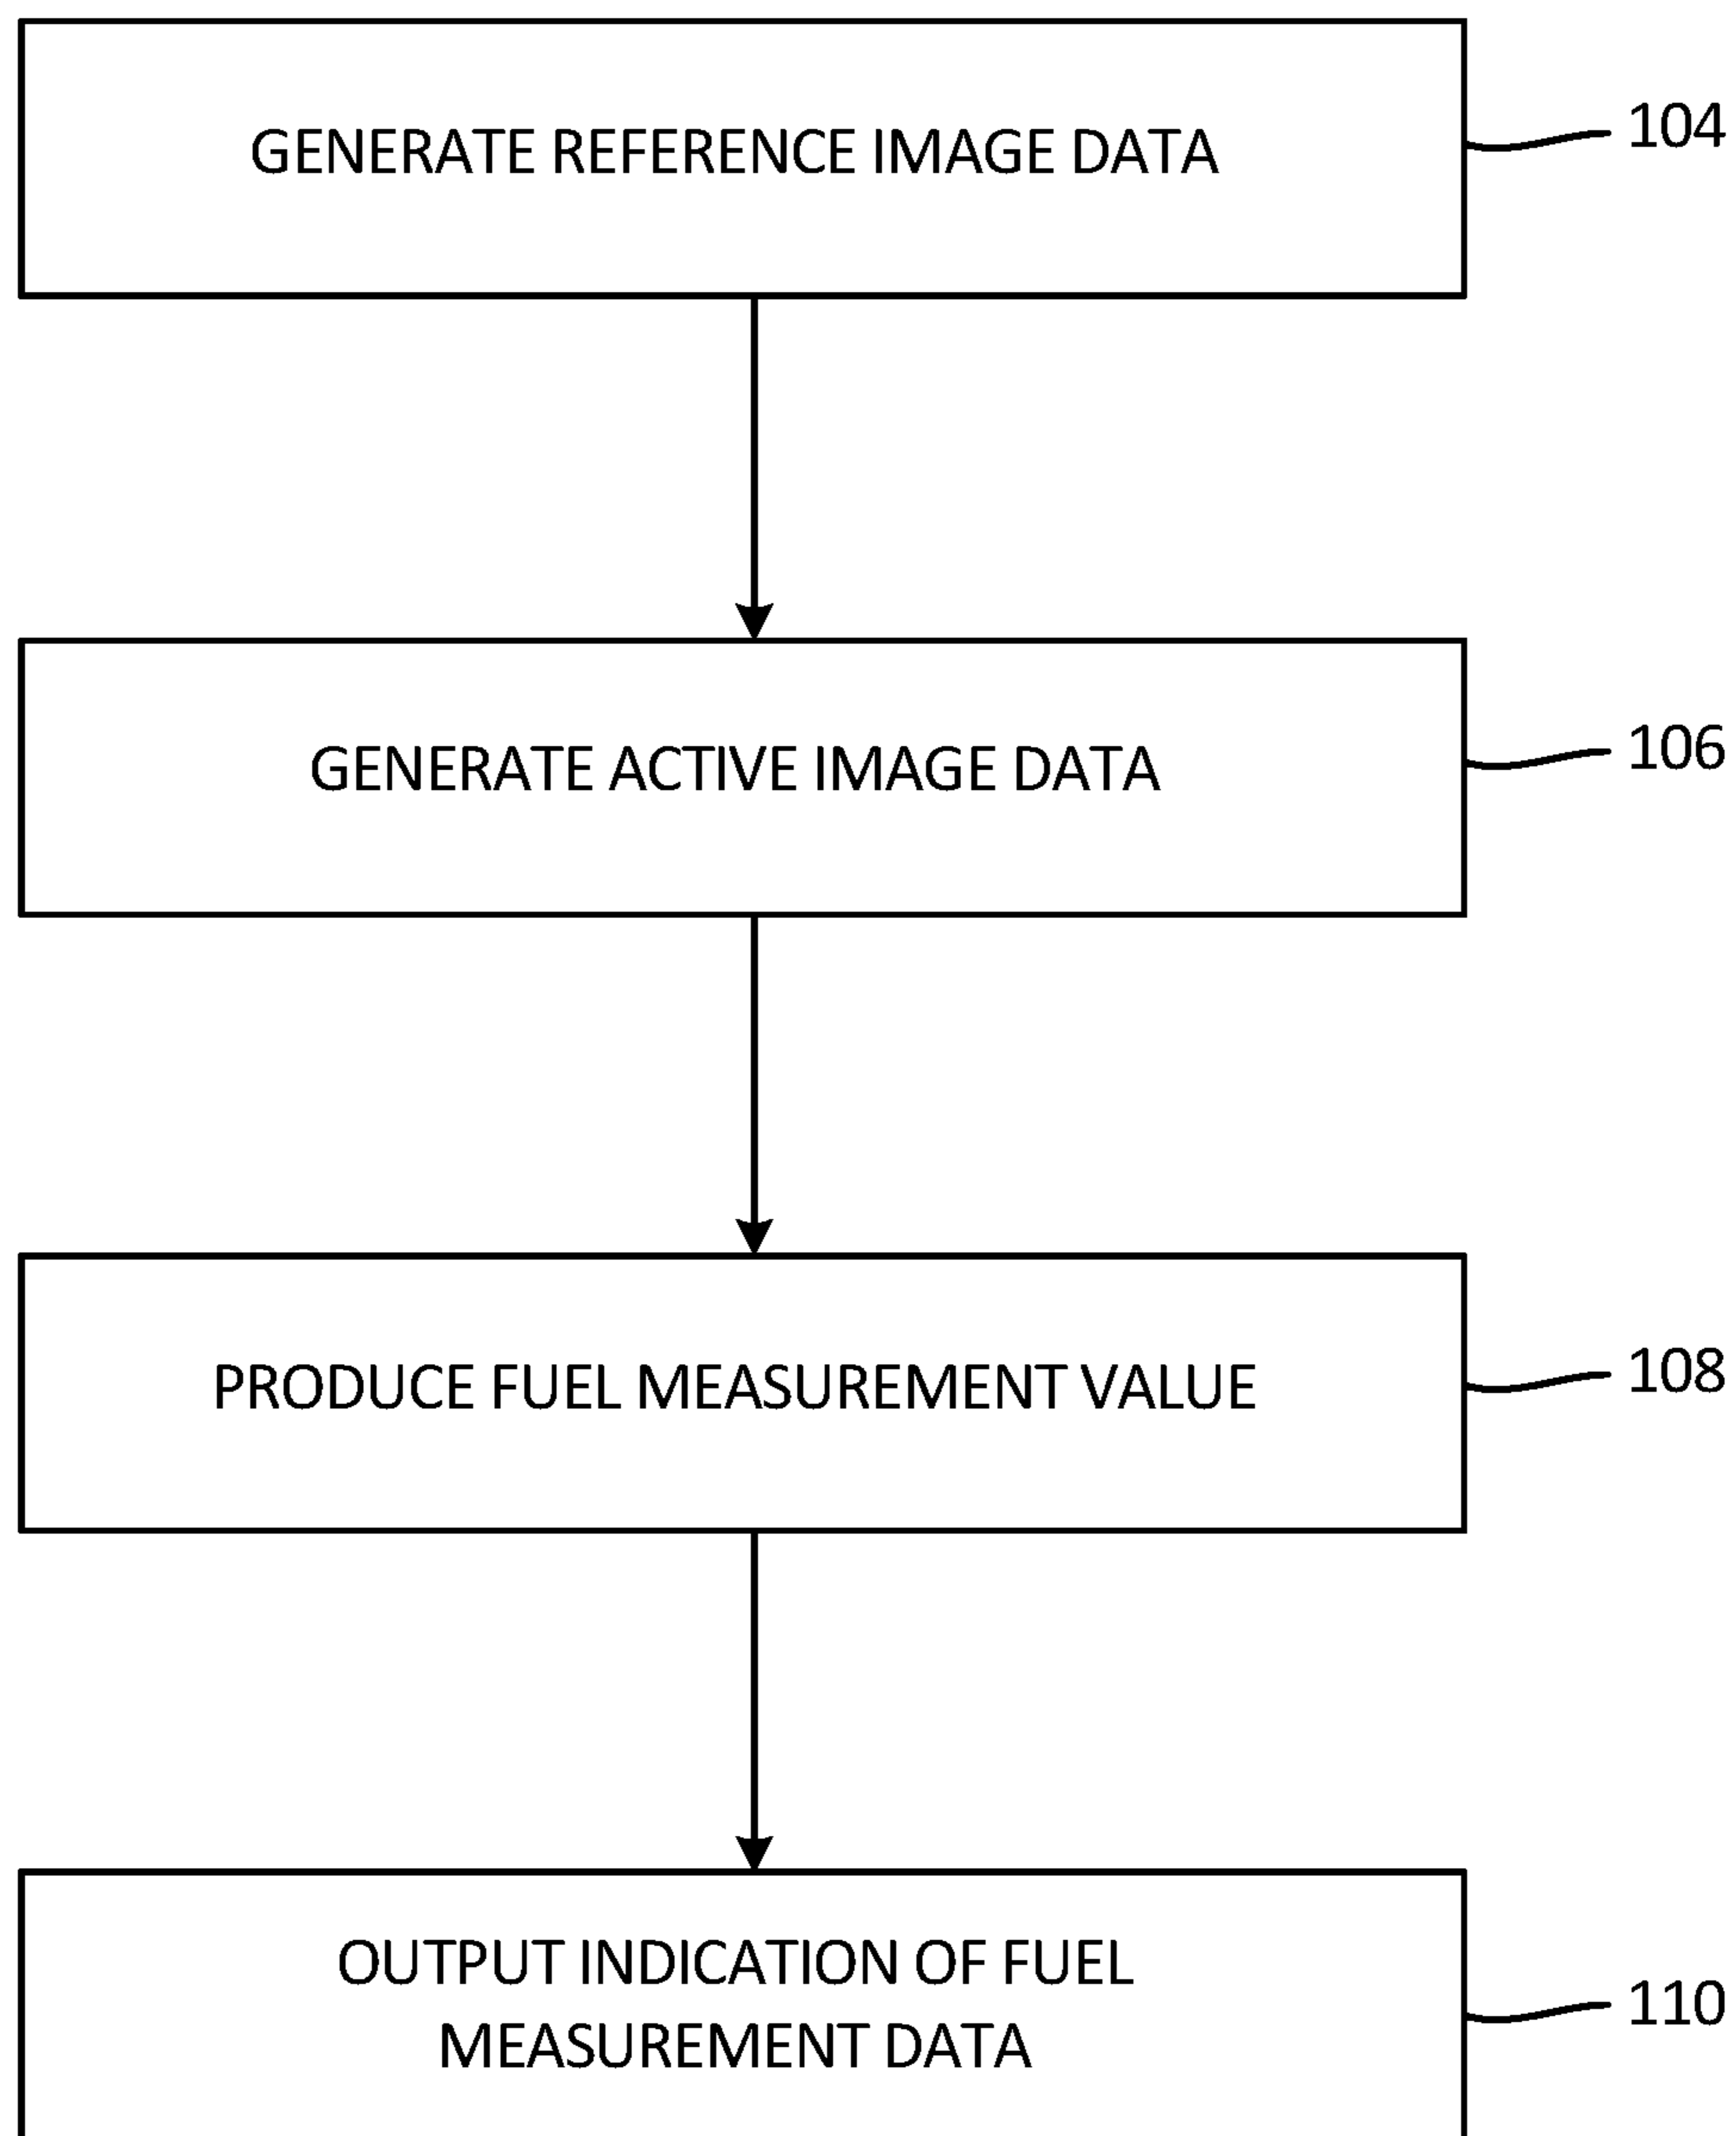 GENERATE REFERENCE IMAGE DATA
104
GENERATE ACTIVE IMAGE DATA
106
PRODUCE FUEL MEASUREMENT VALUE
108
OUTPUT INDICATION OF FUEL
MEASUREMENT DATA
110